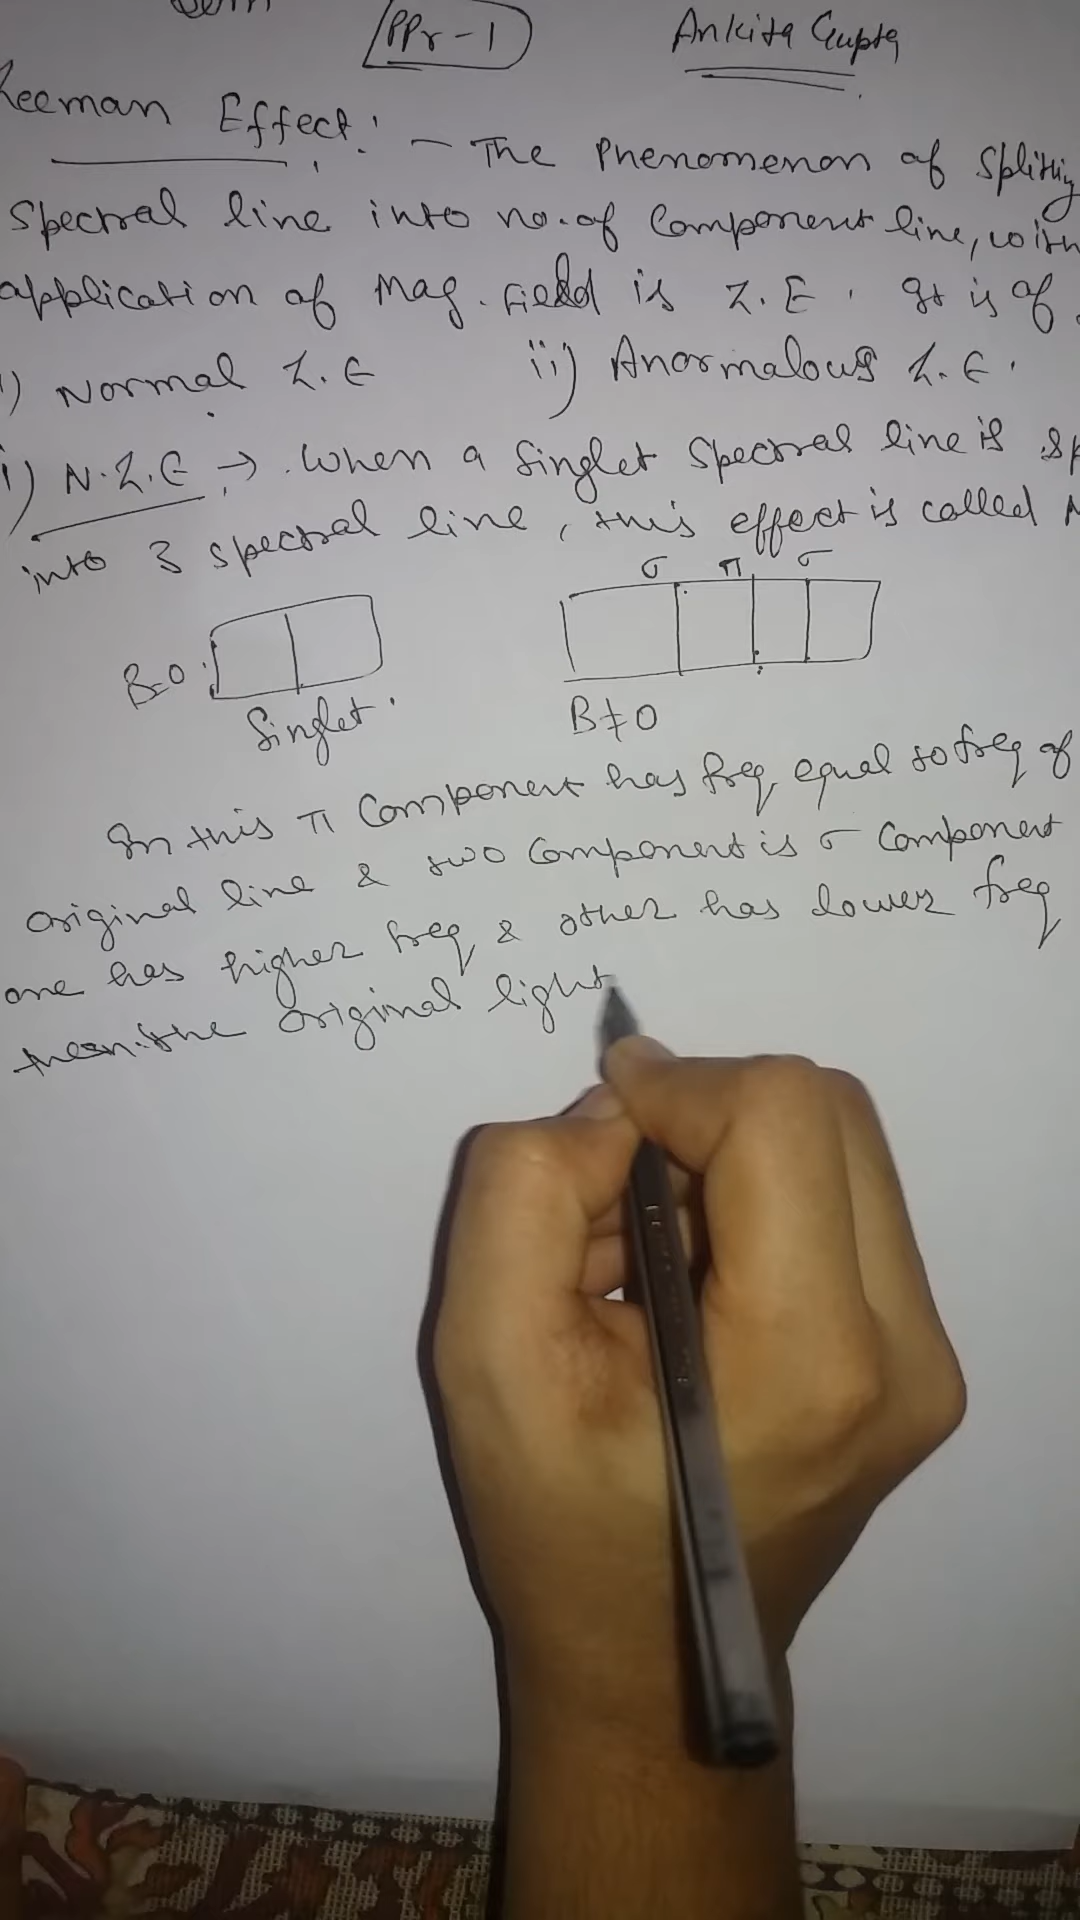 PPr-1 Ankita Gupta
Zeeman Effect: - The Phenomenon of Splitting
Spectral line into no. of Component line, with
application of Mag. Field is Z.E. It is of
i) Normal Z.E ii) Anormalous Z.E.
i) N.Z.E → When a Singlet Spectral line is
into 3 spectral line, this effect is called
σ π σ
B=0
Singlet.
B≠0
In this π Component has freq equal to freq of
original line & two Component is σ Component
one has higher freq & other has lower freq
then the original light